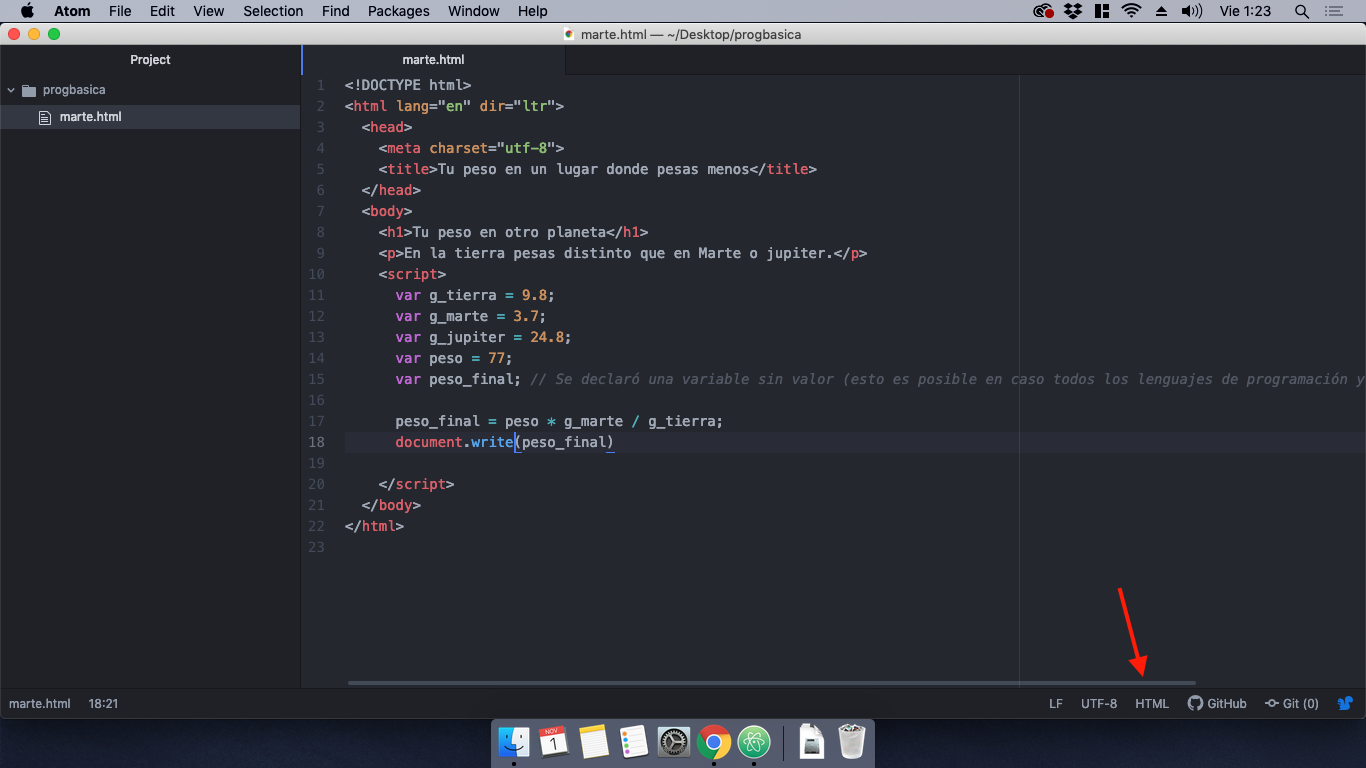 Atom File Edit View Selection Find Packages Window Help Vie 1:23
marte.html — ~/Desktop/progbasica
Project
marte.html
progbasica
marte.html
1 <!DOCTYPE html>
2 <html lang="en" dir="ltr">
3 <head>
4 <meta charset="utf-8">
5 <title>Tu peso en un lugar donde pesas menos</title>
6 </head>
7 <body>
8 <h1>Tu peso en otro planeta</h1>
9 <p>En la tierra pesas distinto que en Marte o jupiter.</p>
10 <script>
11 var g_tierra = 9.8;
12 var g_marte = 3.7;
13 var g_jupiter = 24.8;
14 var peso = 77;
15 var peso_final; // Se declaró una variable sin valor (esto es posible en caso todos los lenguajes de programación y
16
17 peso_final = peso * g_marte / g_tierra;
18 document.write(peso_final)
19
20 </script>
21 </body>
22 </html>
23
marte.html 18:21 LF UTF-8 HTML GitHub Git (0)
NOV
1